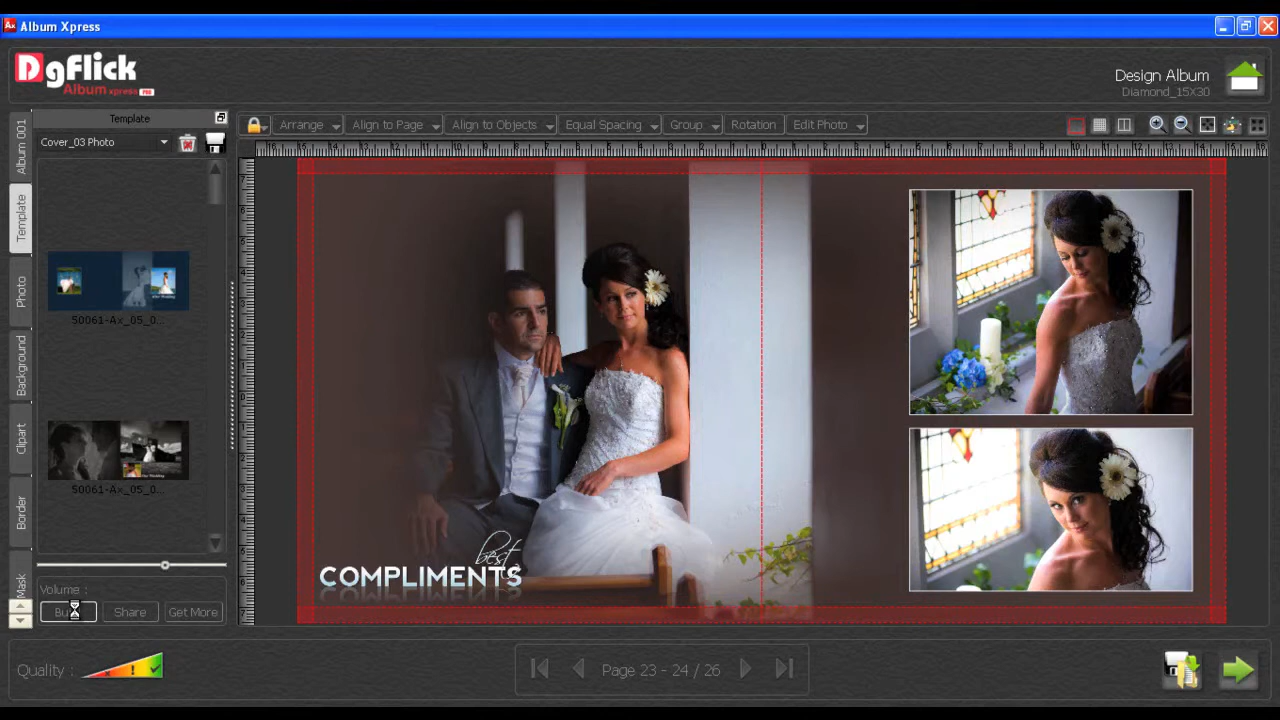 Album Xpress
DgFlick
Album xpress PRO
Design Album
Diamond_15X30
Template
Arrange
Align to Page
Align to Objects
Equal Spacing
Group
Rotation
Edit Photo
Cover_03 Photo
Album 001
Template
Photo
Background
Clipart
Border
Mask
50061-Ax_05_0...
50061-Ax_05_0...
best
COMPLIMENTS
Volume :
Share
Get More
Quality :
Page 23 - 24 / 26